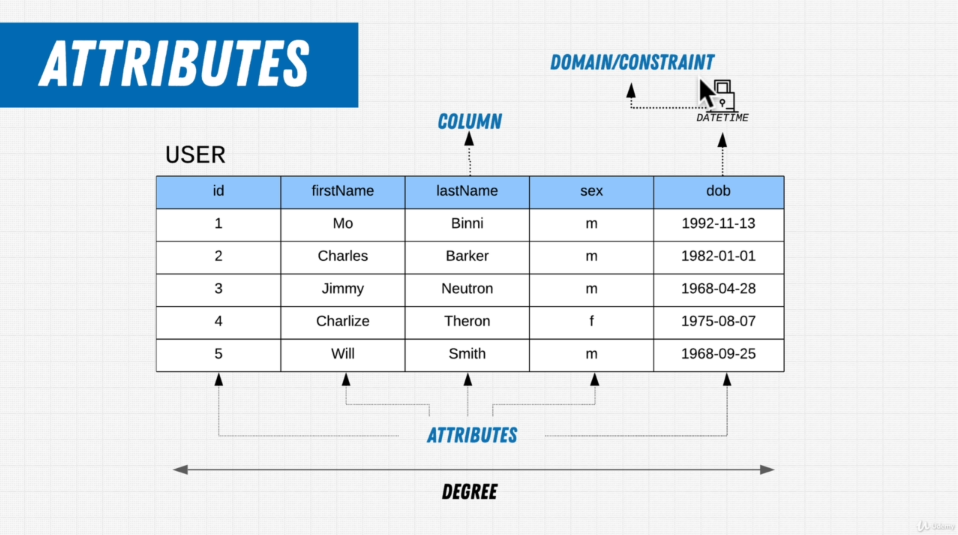 ATTRIBUTES
DOMAIN/CONSTRAINT
DATETIME
COLUMN
USER
id firstName lastName sex dob
1 Mo Binni m 1992-11-13
2 Charles Barker m 1982-01-01
3 Jimmy Neutron m 1968-04-28
4 Charlize Theron f 1975-08-07
5 Will Smith m 1968-09-25
ATTRIBUTES
DEGREE
Udemy